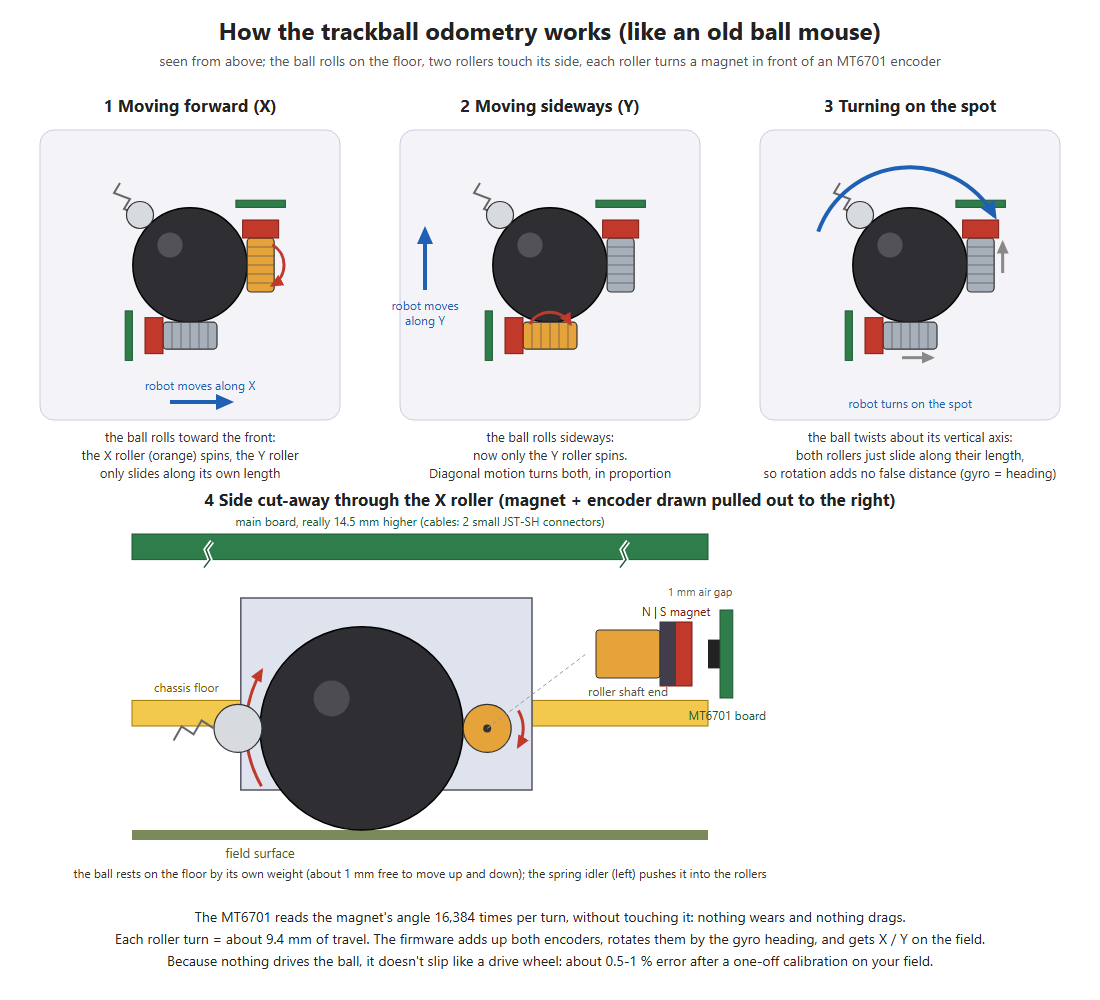 How the trackball odometry works (like an old ball mouse)
seen from above; the ball rolls on the floor, two rollers touch its side, each roller turns a magnet in front of an MT6701 encoder
1 Moving forward (X)
robot moves along X
the ball rolls toward the front:
the X roller (orange) spins, the Y roller
only slides along its own length
2 Moving sideways (Y)
robot moves
along Y
the ball rolls sideways:
now only the Y roller spins.
Diagonal motion turns both, in proportion
3 Turning on the spot
robot turns on the spot
the ball twists about its vertical axis:
both rollers just slide along their length,
so rotation adds no false distance (gyro = heading)
4 Side cut-away through the X roller (magnet + encoder drawn pulled out to the right)
main board, really 14.5 mm higher (cables: 2 small JST-SH connectors)
1 mm air gap
N | S magnet
chassis floor
roller shaft end
MT6701 board
field surface
the ball rests on the floor by its own weight (about 1 mm free to move up and down); the spring idler (left) pushes it into the rollers
The MT6701 reads the magnet's angle 16,384 times per turn, without touching it: nothing wears and nothing drags.
Each roller turn = about 9.4 mm of travel. The firmware adds up both encoders, rotates them by the gyro heading, and gets X / Y on the field.
Because nothing drives the ball, it doesn't slip like a drive wheel: about 0.5-1 % error after a one-off calibration on your field.